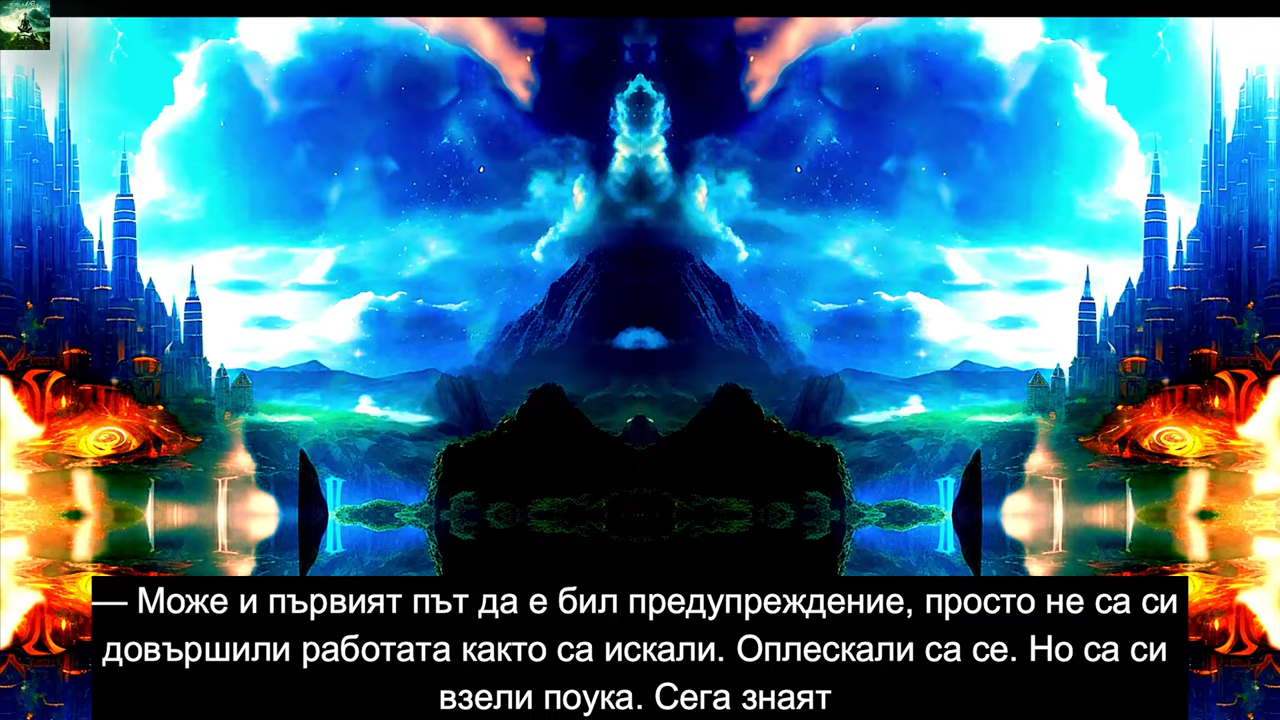 — Може и първият път да е бил предупреждение, просто не са си
довършили работата както са искали. Оплескали са се. Но са си
взели поука. Сега знаят